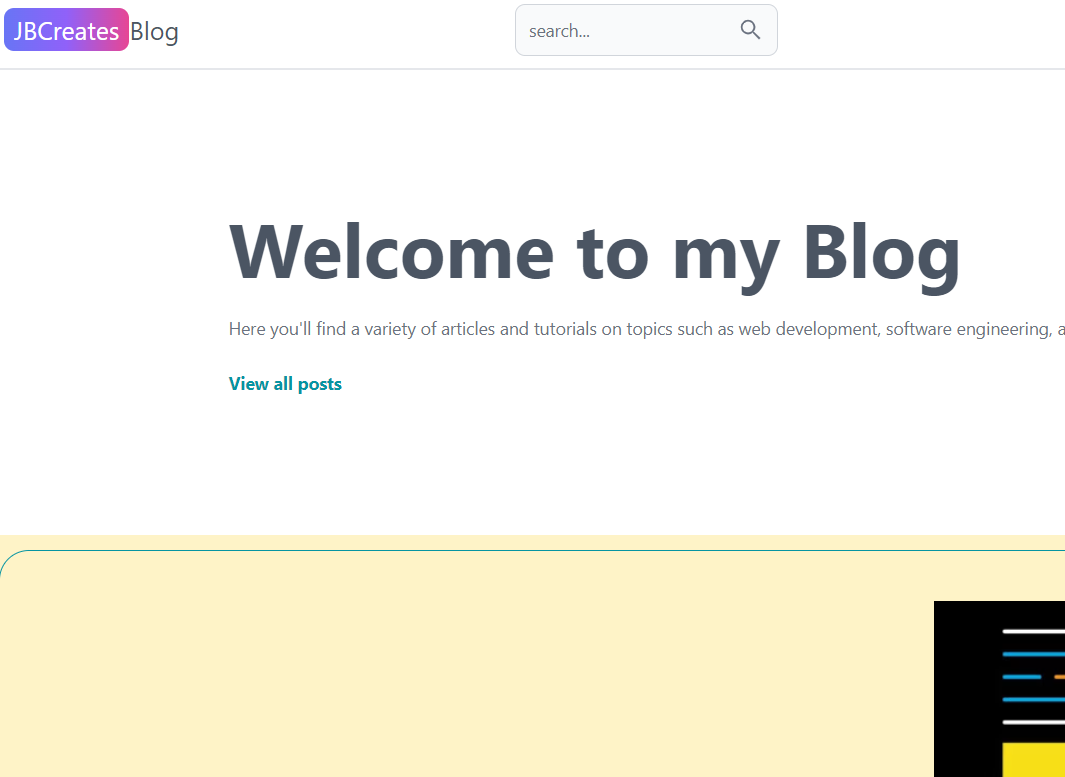 JBCreates Blog
search...
Welcome to my Blog
Here you'll find a variety of articles and tutorials on topics such as web development, software engineering, a
View all posts